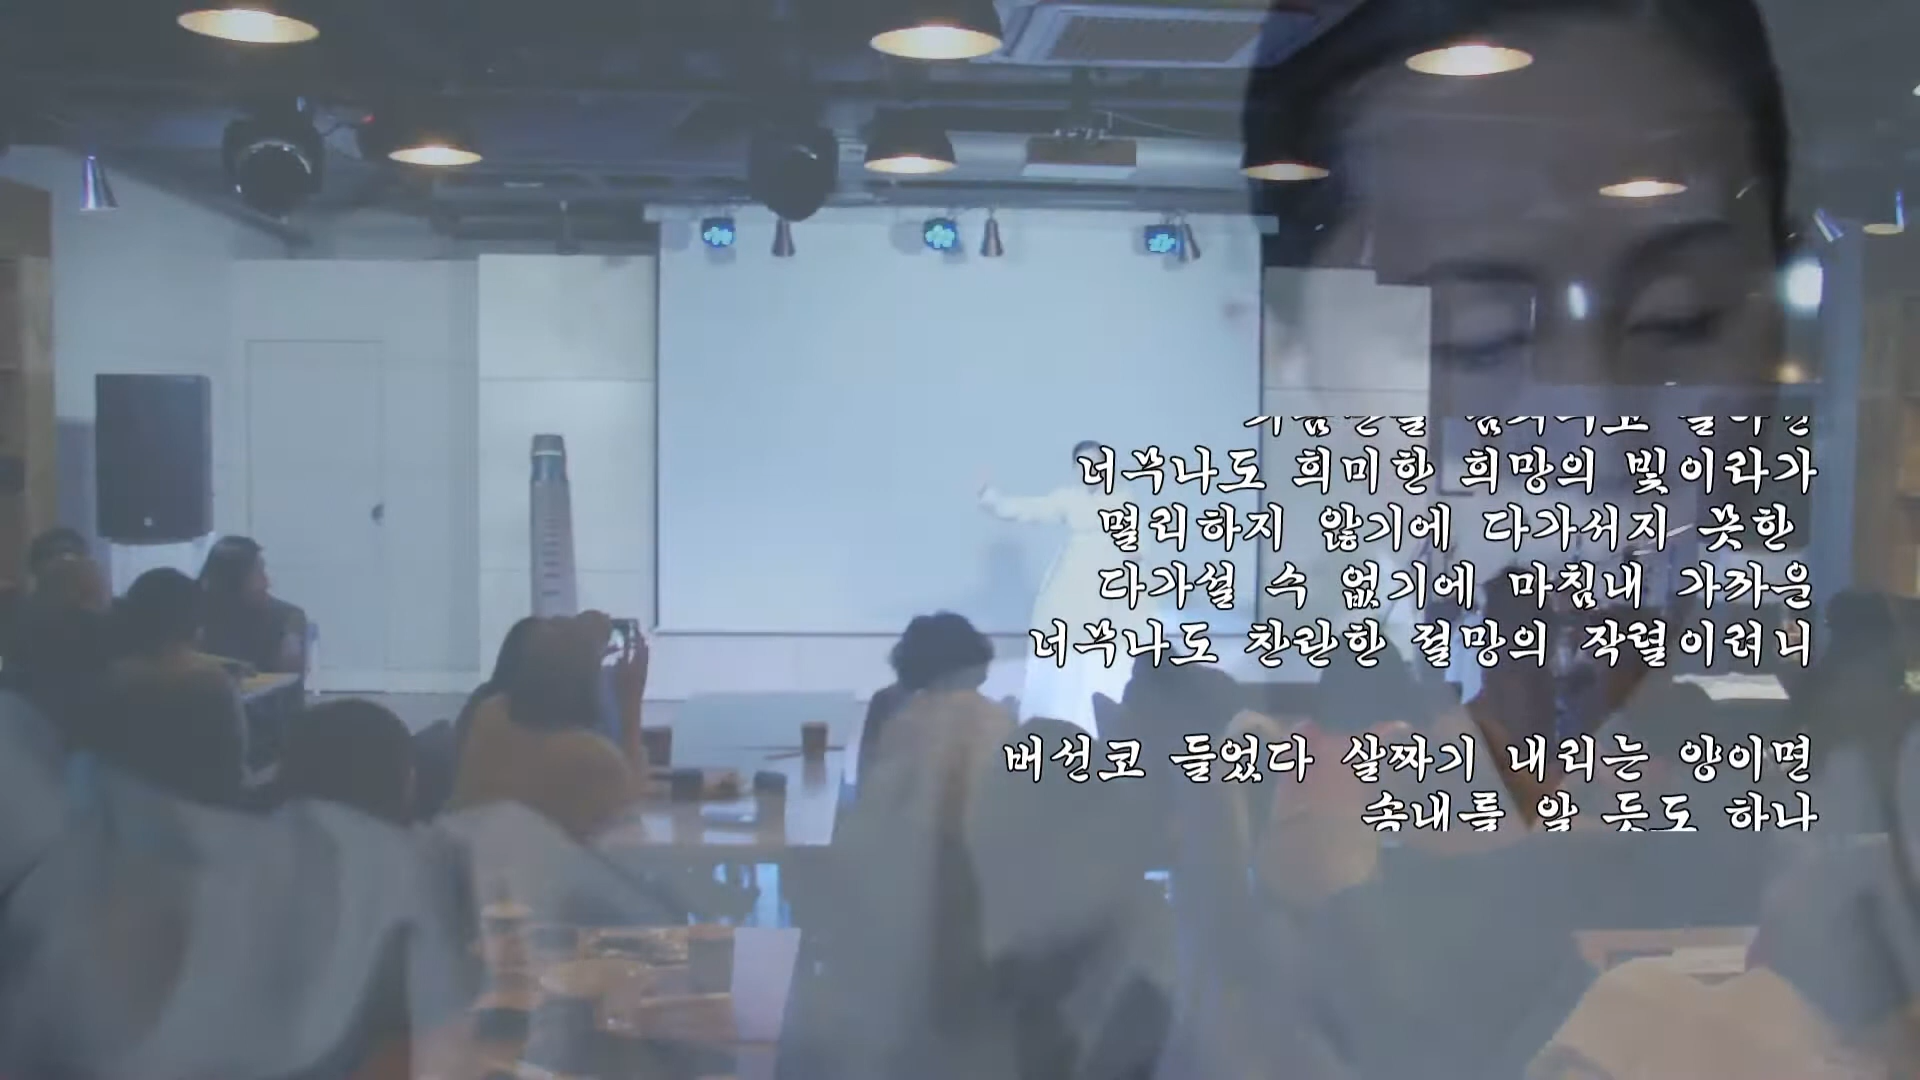 너무나도 희미한 희망의 빛이라가
멀리하지 않기에 다가서지 못한
다가설 수 없기에 마침내 가까운
너무나도 찬란한 절망의 작렬이려니
버선코 들었다 살짜기 내리는 양이면
속내를 알 듯도 하나